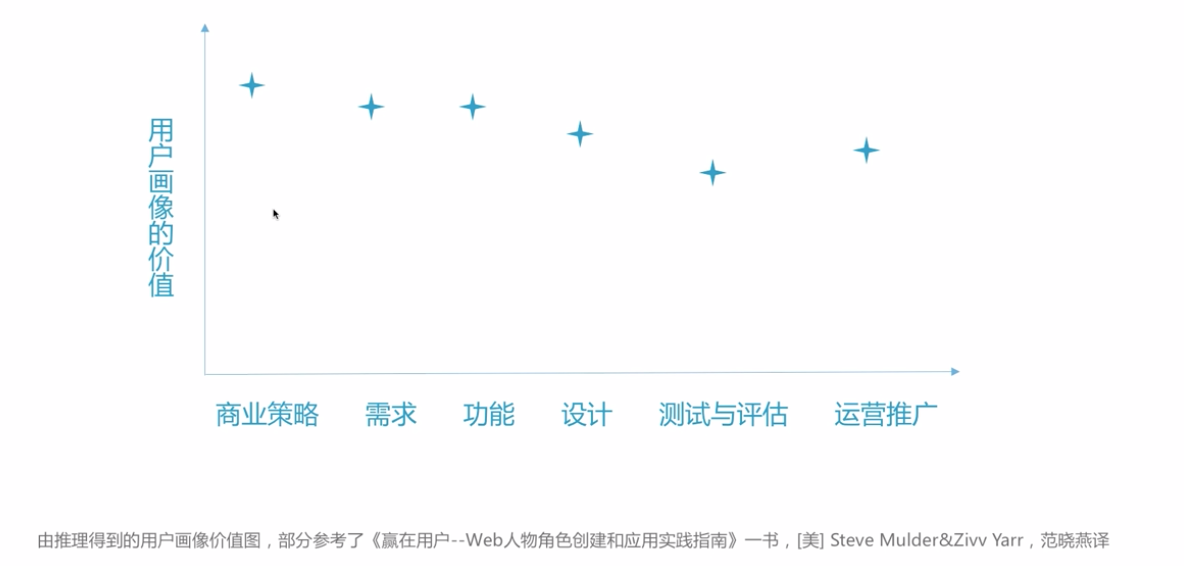 用户画像的价值
商业策略 需求 功能 设计 测试与评估 运营推广
由推理得到的用户画像价值图，部分参考了《赢在用户--Web人物角色创建和应用实践指南》一书，[美] Steve Mulder&Zivv Yarr，范晓燕译